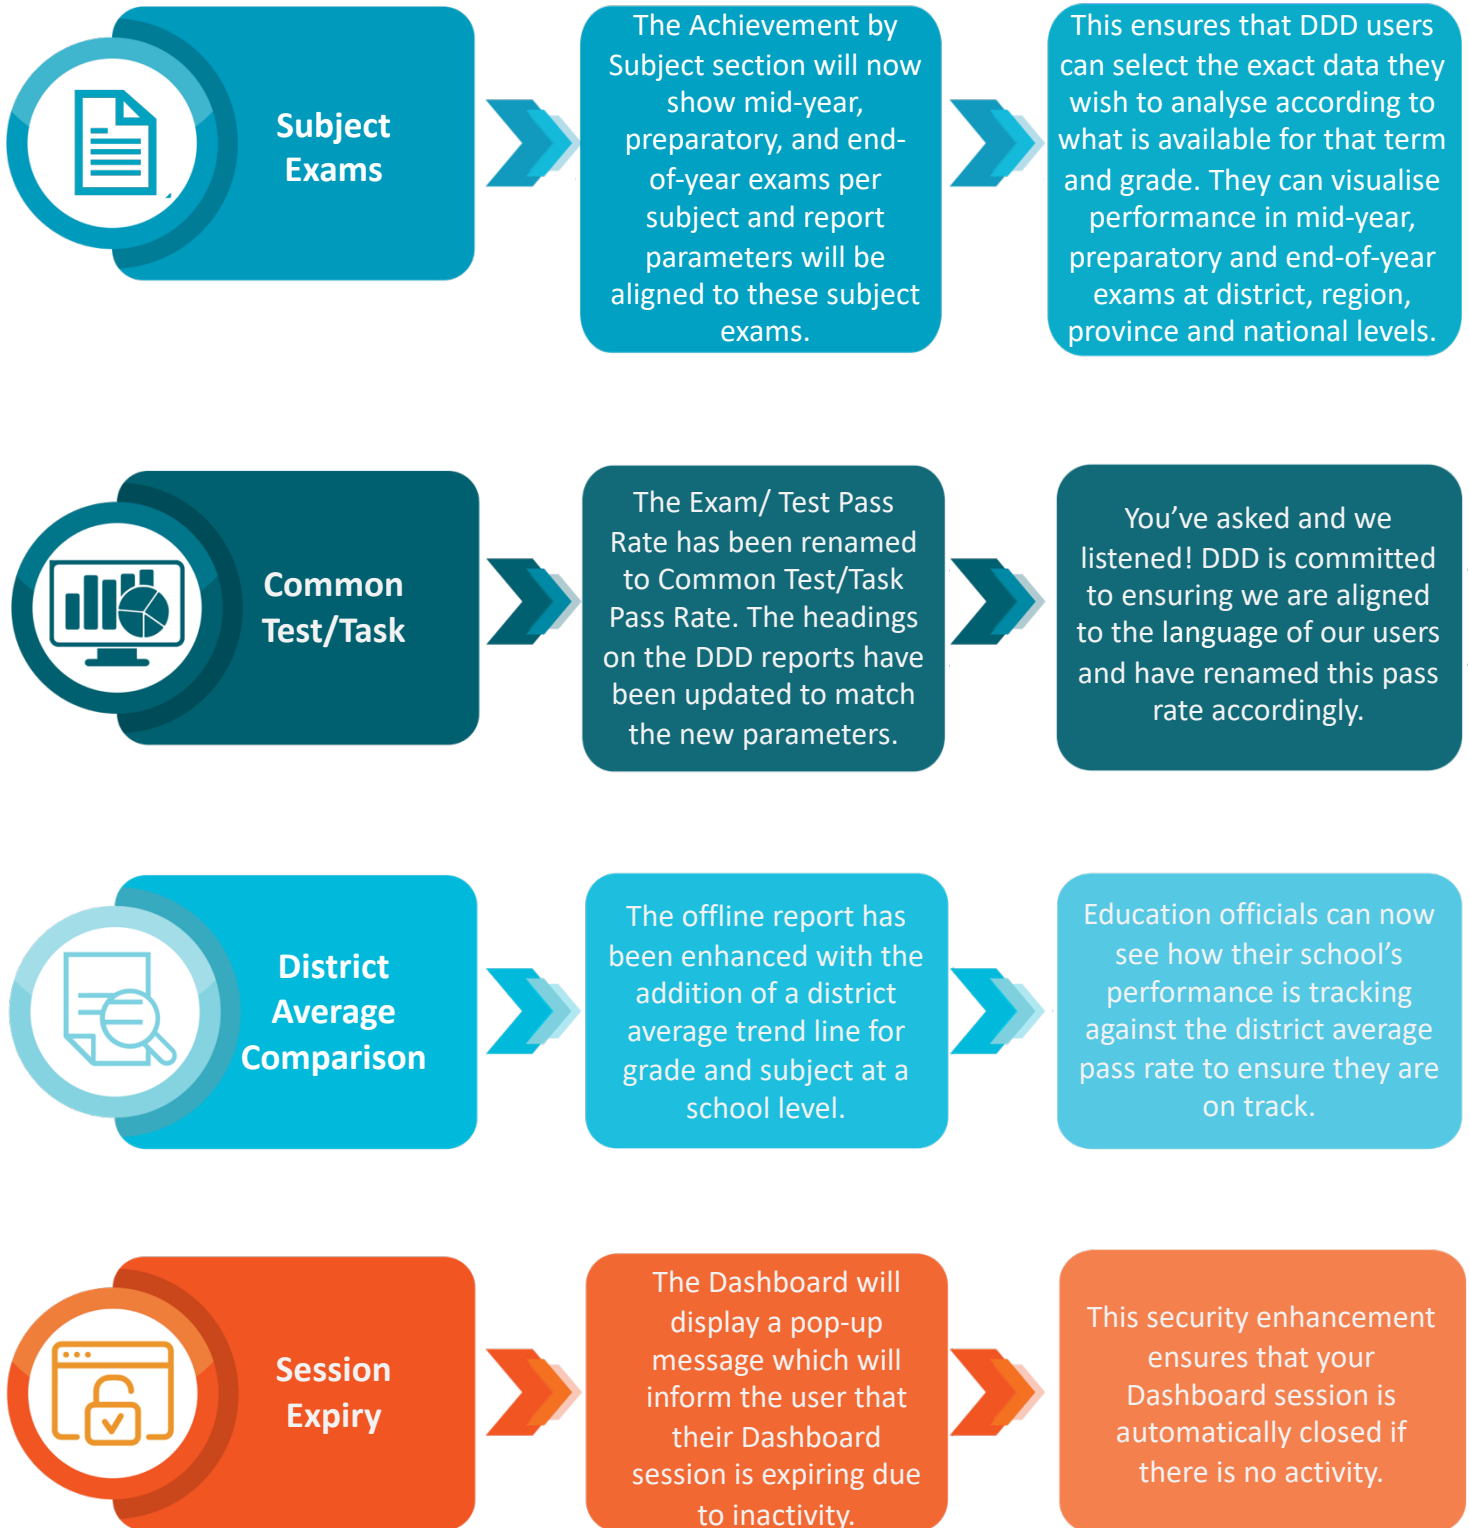 Subject
Exams
The Achievement by
Subject section will now
show mid-year,
preparatory, and end-
of-year exams per
subject and report
parameters will be
aligned to these subject
exams.
This ensures that DDD users
can select the exact data they
wish to analyse according to
what is available for that term
and grade. They can visualise
performance in mid-year,
preparatory and end-of-year
exams at district, region,
province and national levels.
Common
Test/Task
The Exam/ Test Pass
Rate has been renamed
to Common Test/Task
Pass Rate. The headings
on the DDD reports have
been updated to match
the new parameters.
You’ve asked and we
listened! DDD is committed
to ensuring we are aligned
to the language of our users
and have renamed this pass
rate accordingly.
District
Average
Comparison
The offline report has
been enhanced with the
addition of a district
average trend line for
grade and subject at a
school level.
Education officials can now
see how their school’s
performance is tracking
against the district average
pass rate to ensure they are
on track.
Session
Expiry
The Dashboard will
display a pop-up
message which will
inform the user that
their Dashboard
session is expiring due
to inactivity.
This security enhancement
ensures that your
Dashboard session is
automatically closed if
there is no activity.